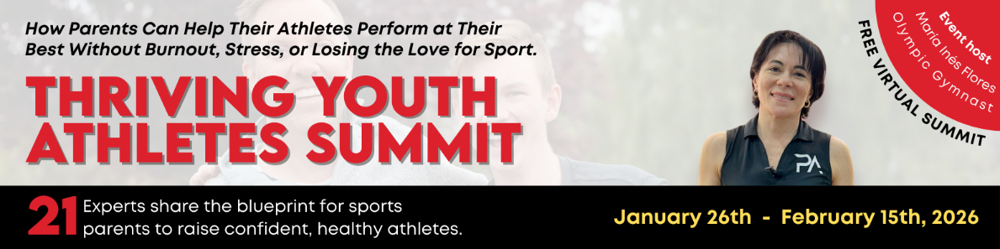 How Parents Can Help Their Athletes Perform at Their
Best Without Burnout, Stress, or Losing the Love for Sport.
THRIVING YOUTH
ATHLETES SUMMIT
Event host
María Inés Flores
Olympic Gymnast
FREE VIRTUAL SUMMIT
PA
21 Experts share the blueprint for sports
parents to raise confident, healthy athletes.
January 26th - February 15th, 2026